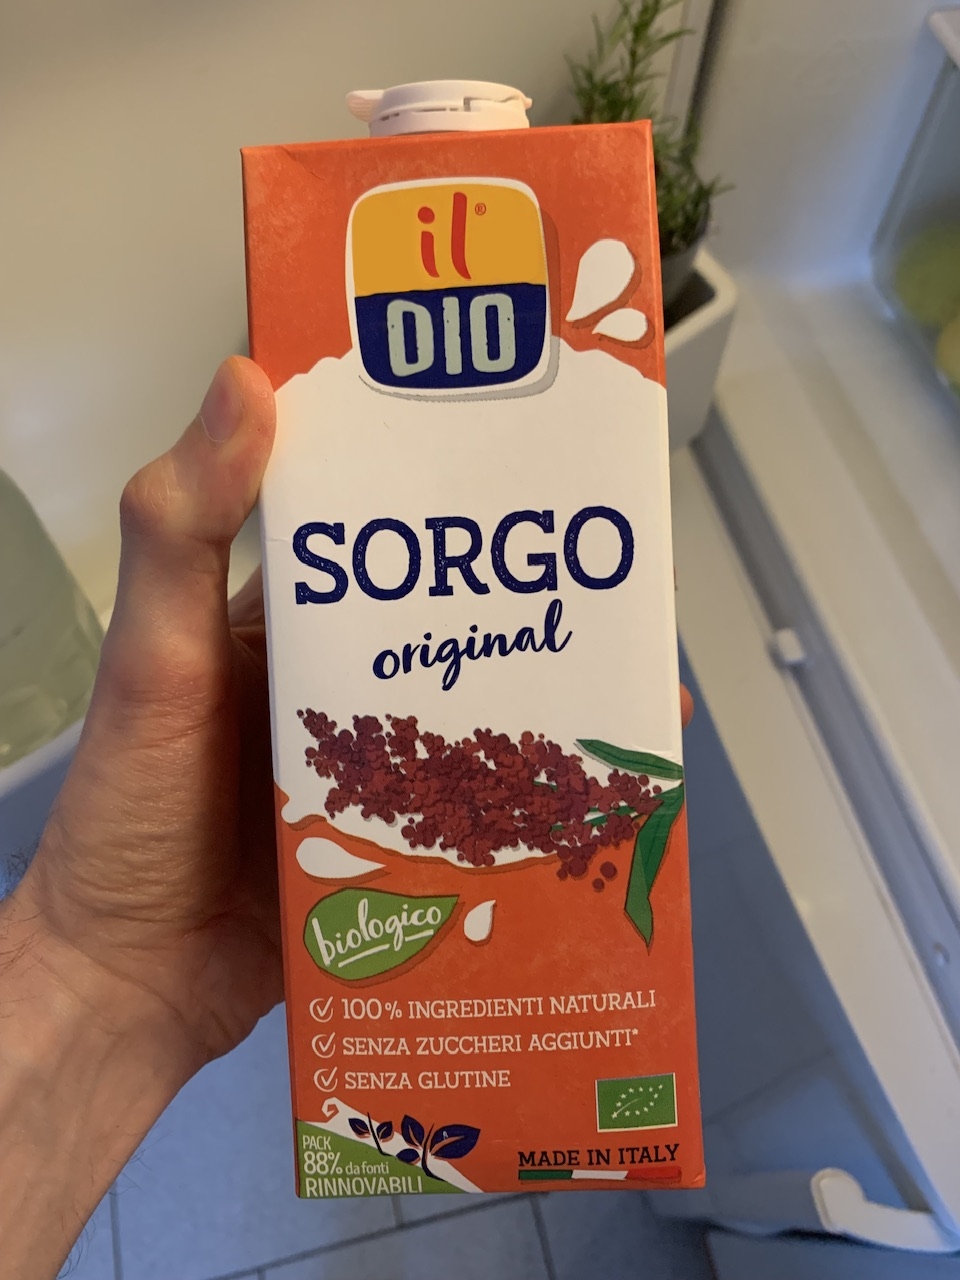 il®
DIO
SORGO
original
biologico
100% INGREDIENTI NATURALI
SENZA ZUCCHERI AGGIUNTI*
SENZA GLUTINE
PACK
88% da fonti
RINNOVABILI
MADE IN ITALY